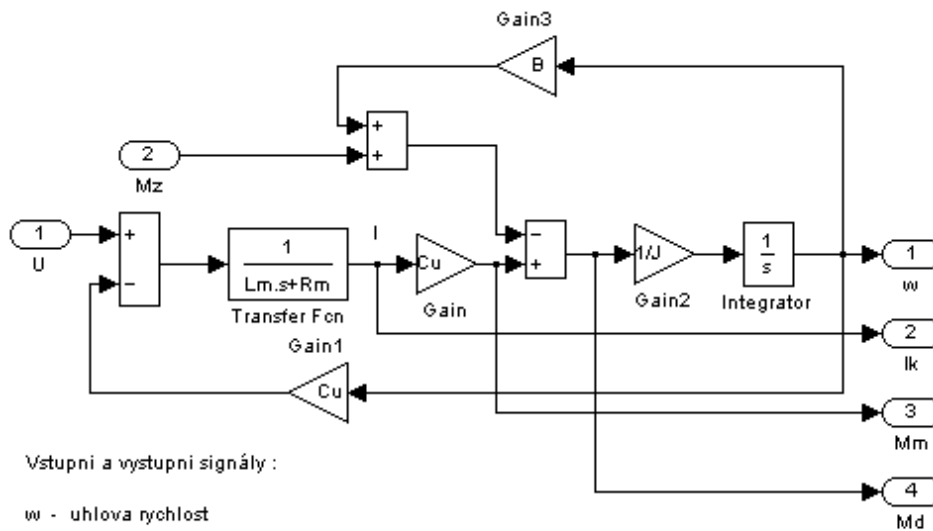 Gain3
B
+
+
2
Mz
1
U
+
−
1
Lm.s+Rm
Transfer Fcn
I
Cu
Gain
−
+
1/J
Gain2
1
s
Integrator
1
w
2
Ik
3
Mm
4
Md
Gain1
Cu
Vstupni a vystupni signály :
w - uhlova rychlost